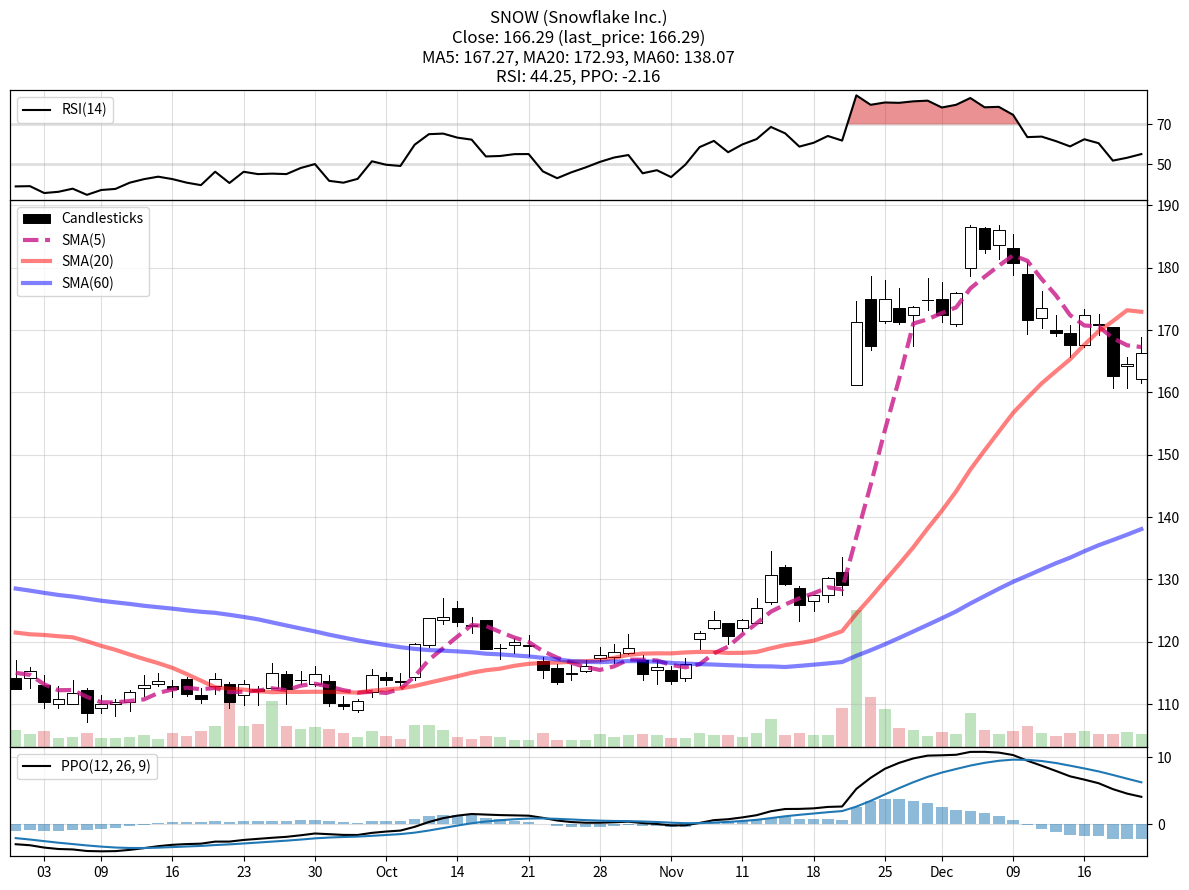 SNOW (Snowflake Inc.)
Close: 166.29 (last_price: 166.29)
MA5: 167.27, MA20: 172.93, MA60: 138.07
RSI: 44.25, PPO: -2.16
RSI(14)
70
50
Candlesticks
SMA(5)
SMA(20)
SMA(60)
190
180
170
160
150
140
130
120
110
PPO(12, 26, 9)
10
0
03 09 16 23 30 Oct 14 21 28 Nov 11 18 25 Dec 09 16